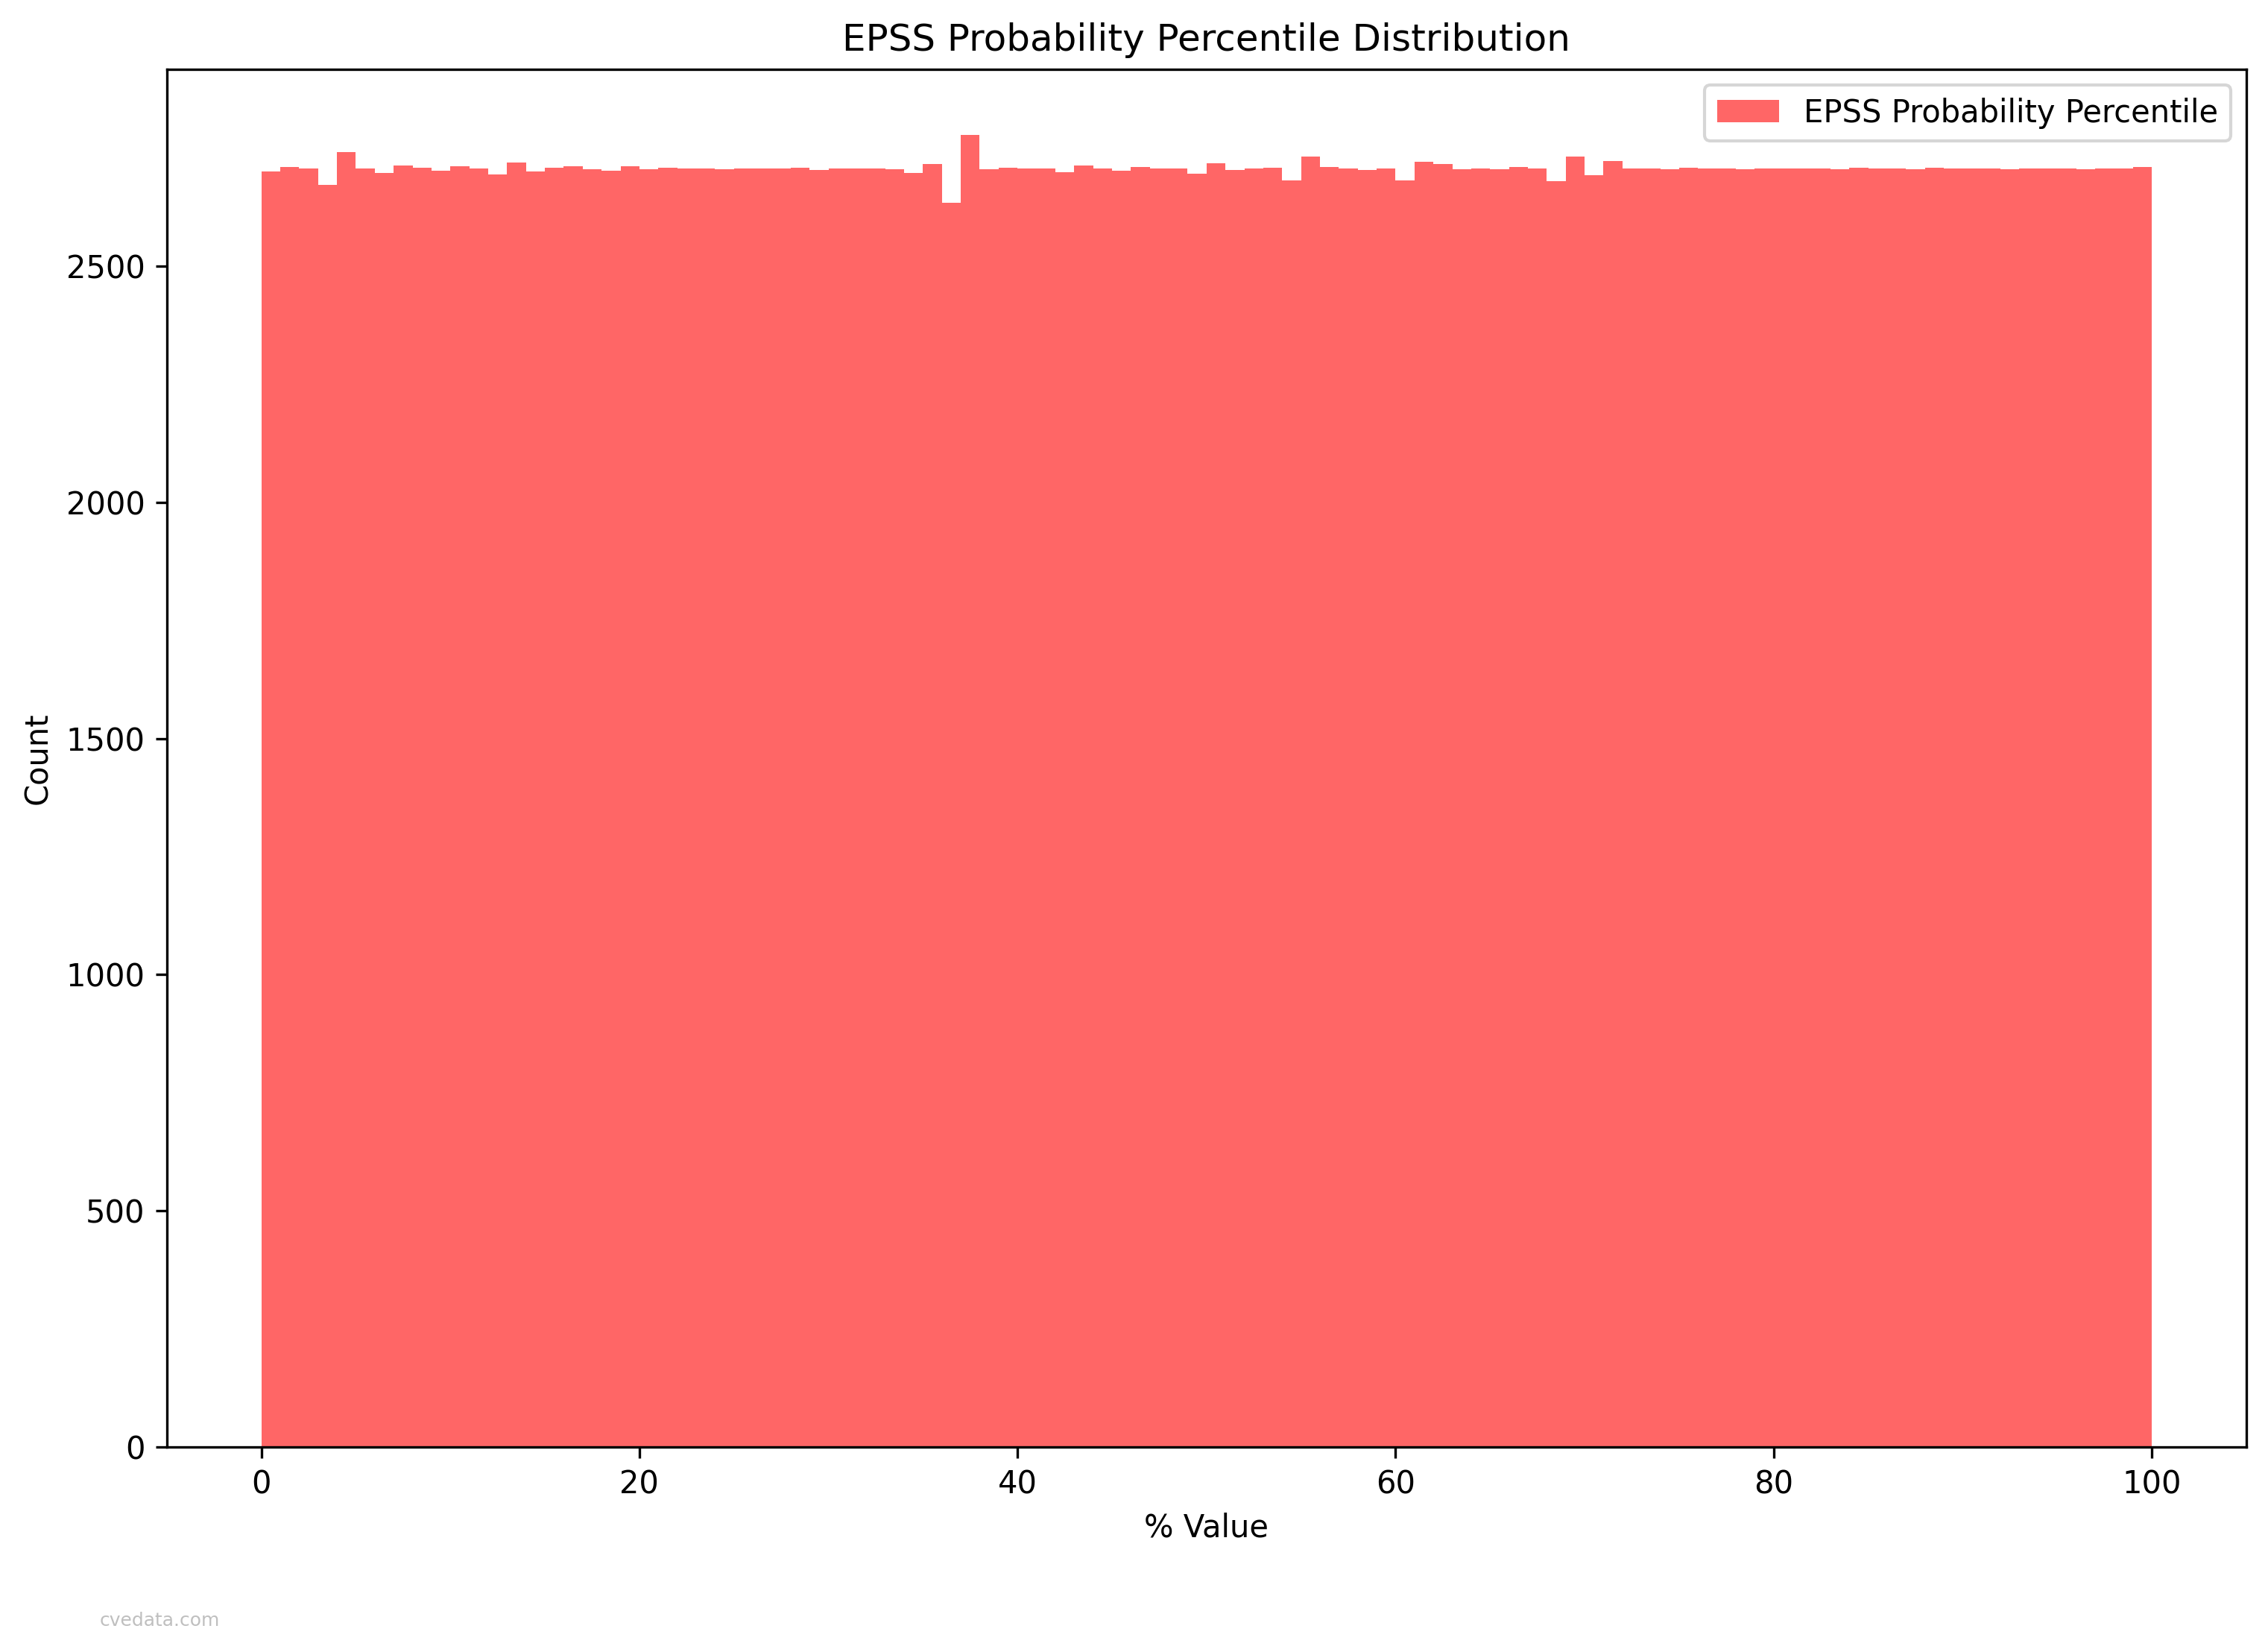 EPSS Probability Percentile Distribution
EPSS Probability Percentile
2500
2000
1500
1000
500
0
Count
0 20 40 60 80 100
% Value
cvedata.com